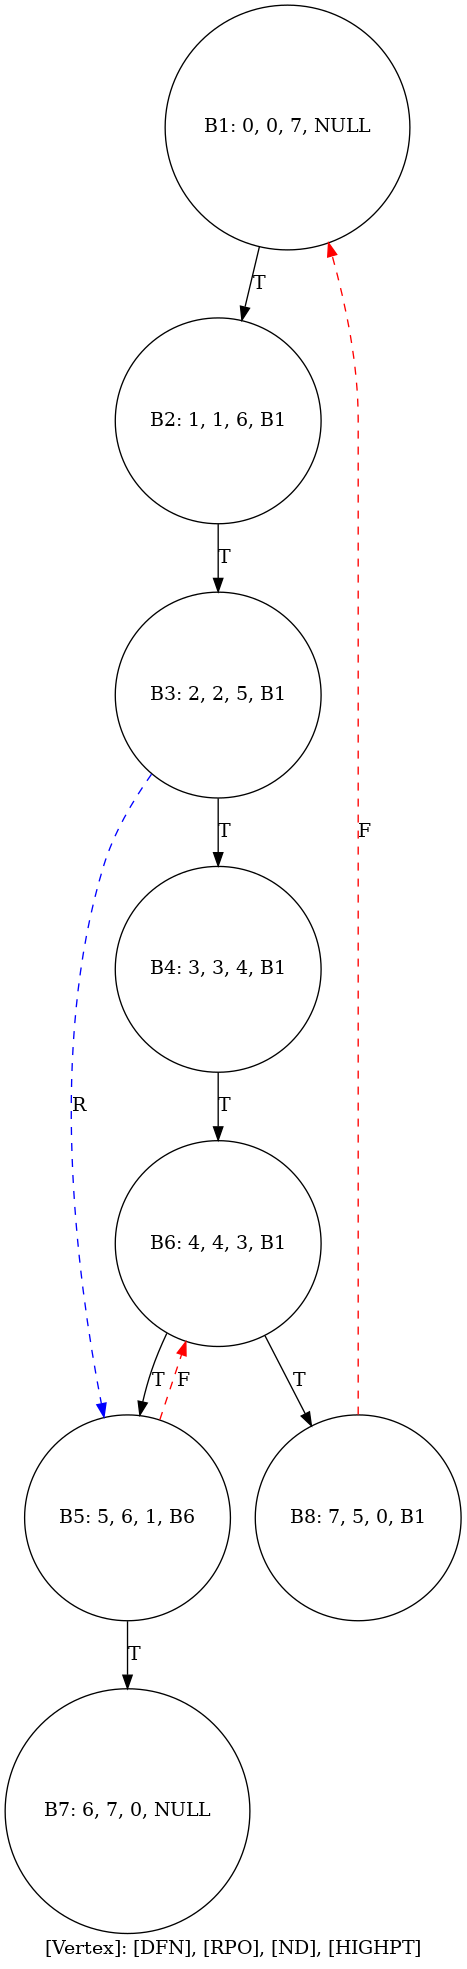 B1: 0, 0, 7, NULL
T
B2: 1, 1, 6, B1
T
B3: 2, 2, 5, B1
T
F
B4: 3, 3, 4, B1
R
T
B6: 4, 4, 3, B1
T
F
T
B5: 5, 6, 1, B6
B8: 7, 5, 0, B1
T
B7: 6, 7, 0, NULL
[Vertex]: [DFN], [RPO], [ND], [HIGHPT]